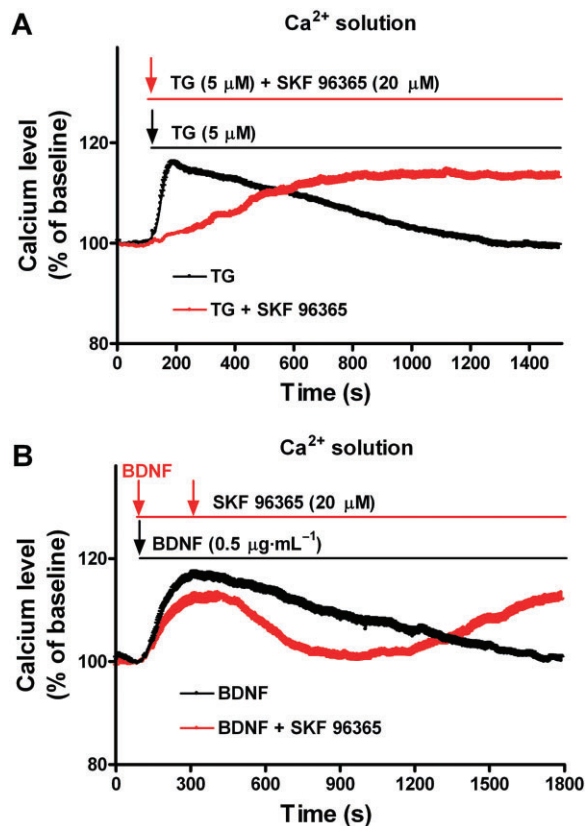 A
Ca²⁺ solution
TG (5 μM) + SKF 96365 (20 μM)
TG (5 μM)
Calcium level
(% of baseline)
120
100
80
TG
TG + SKF 96365
0 200 400 600 800 1000 1200 1400
Time (s)
B
Ca²⁺ solution
BDNF
SKF 96365 (20 μM)
BDNF (0.5 μg·mL⁻¹)
Calcium level
(% of baseline)
120
100
80
BDNF
BDNF + SKF 96365
0 300 600 900 1200 1500 1800
Time (s)